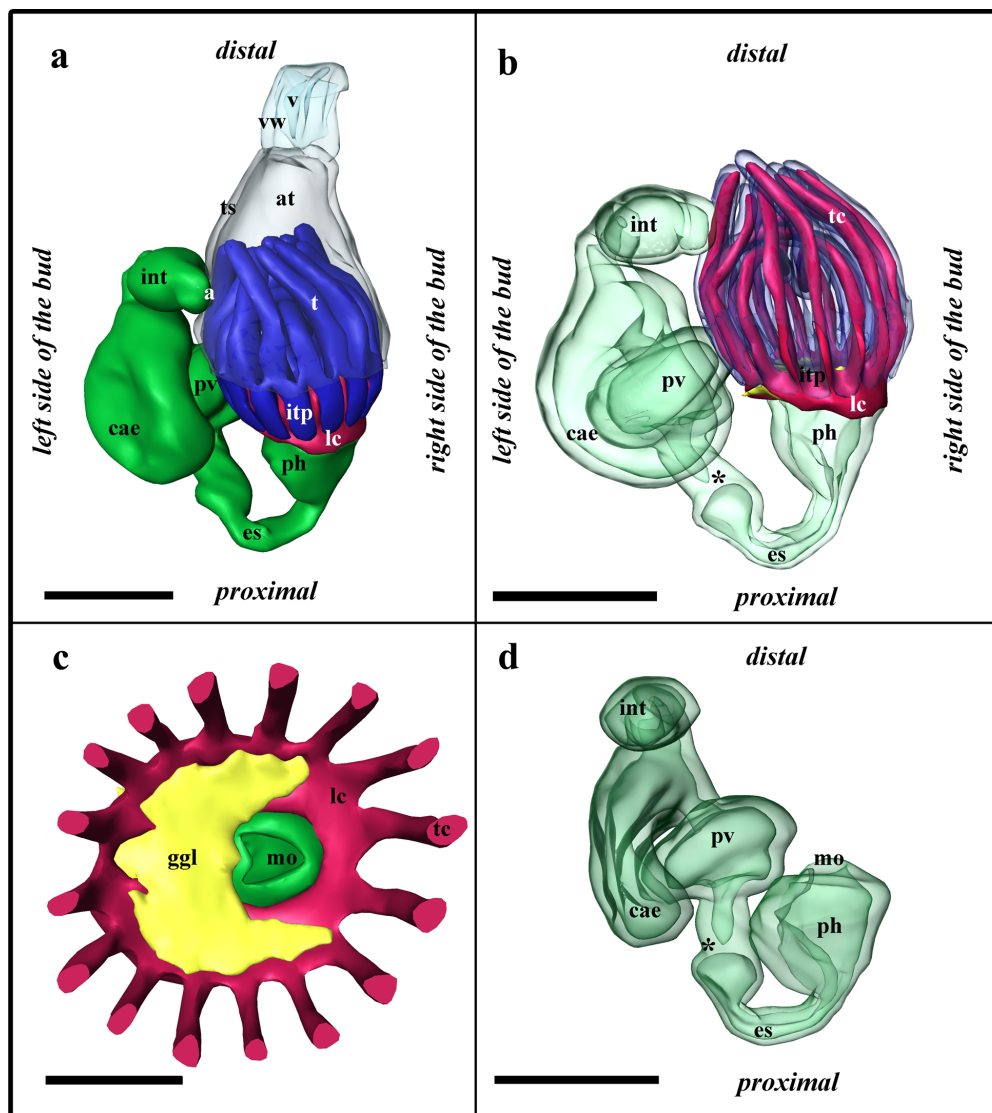 a
distal
v
vw
ts
at
int
a
t
pv
itp
cae
lc
ph
es
left side of the bud
right side of the bud
proximal
b
distal
int
tc
pv
itp
lc
cae
ph
*
es
left side of the bud
right side of the bud
proximal
c
lc
tc
ggl
mo
d
distal
int
pv
mo
cae
ph
*
es
proximal